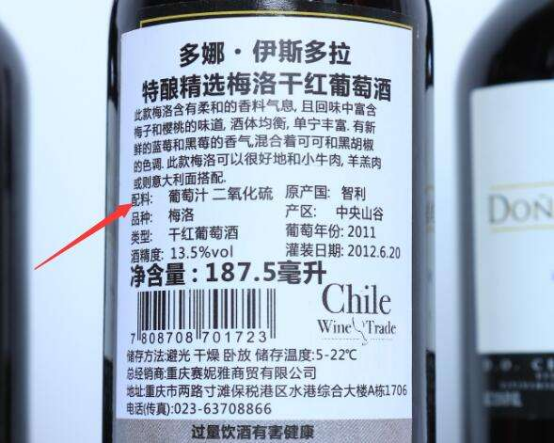 多娜·伊斯多拉
特酿精选梅洛干红葡萄酒
此款梅洛含有柔和的香料气息, 且回味中富含
梅子和樱桃的味道, 酒体均衡, 单宁丰富. 有新
鲜的蓝莓和黑莓的香气,混合着可可和黑胡椒
的色调. 此款梅洛可以很好地和小牛肉, 羊羔肉
或则意大利面搭配.
配料: 葡萄汁 二氧化硫 原产国: 智利
品种: 梅洛 产区: 中央山谷
类型: 干红葡萄酒 葡萄年份: 2011
酒精度: 13.5%vol 灌装日期: 2012.6.20
净含量:187.5毫升
Chile
Wine Trade
7 808708 701723
储存方法:避光 干燥 卧放 储存温度:5-22℃
总经销商:重庆赛妮雅商贸有限公司
地址:重庆市两路寸滩保税港区水港综合大楼A栋1706
电话(传真):023-63708866
过量饮酒有害健康
DOÑ